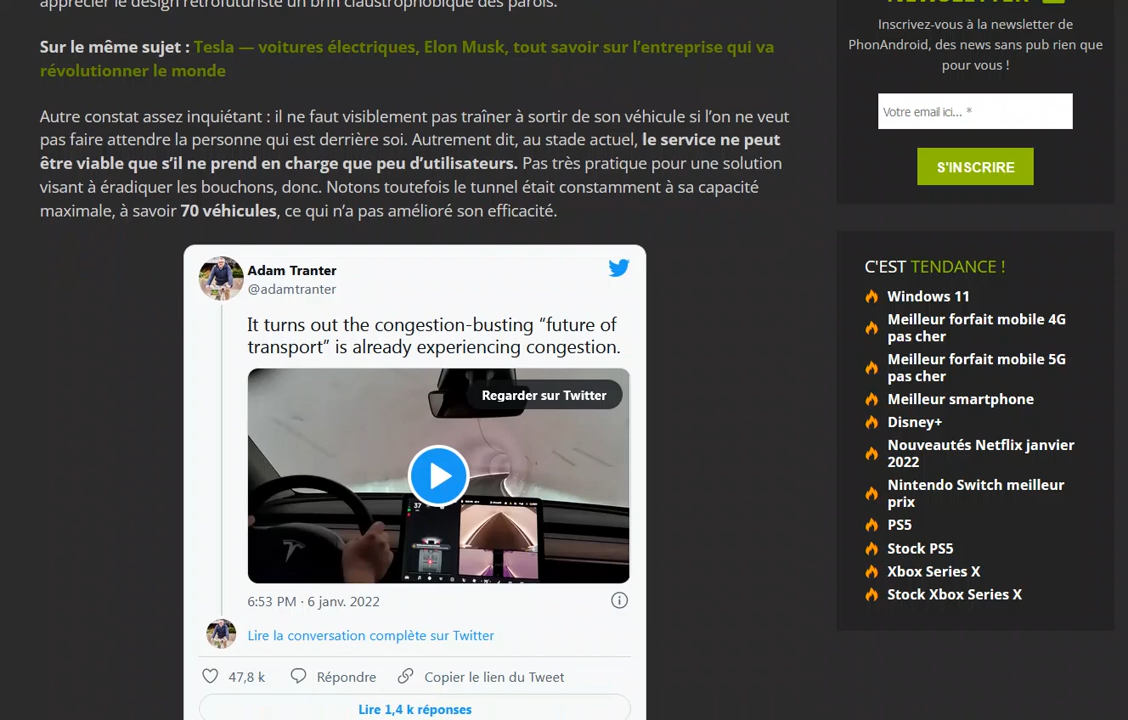 apprécier le design rétrofuturiste un brin claustrophobique des parois.
Sur le même sujet : Tesla — voitures électriques, Elon Musk, tout savoir sur l’entreprise qui va
révolutionner le monde
Autre constat assez inquiétant : il ne faut visiblement pas traîner à sortir de son véhicule si l’on ne veut
pas faire attendre la personne qui est derrière soi. Autrement dit, au stade actuel, le service ne peut
être viable que s’il ne prend en charge que peu d’utilisateurs. Pas très pratique pour une solution
visant à éradiquer les bouchons, donc. Notons toutefois le tunnel était constamment à sa capacité
maximale, à savoir 70 véhicules, ce qui n’a pas amélioré son efficacité.
Adam Tranter
@adamtranter
It turns out the congestion-busting “future of
transport” is already experiencing congestion.
Regarder sur Twitter
37
6:53 PM · 6 janv. 2022
Lire la conversation complète sur Twitter
47,8 k
Répondre
Copier le lien du Tweet
Lire 1,4 k réponses
NEWSLETTER
Inscrivez-vous à la newsletter de
PhonAndroid, des news sans pub rien que
pour vous !
Votre email ici... *
S'INSCRIRE
C'EST TENDANCE !
Windows 11
Meilleur forfait mobile 4G
pas cher
Meilleur forfait mobile 5G
pas cher
Meilleur smartphone
Disney+
Nouveautés Netflix janvier
2022
Nintendo Switch meilleur
prix
PS5
Stock PS5
Xbox Series X
Stock Xbox Series X